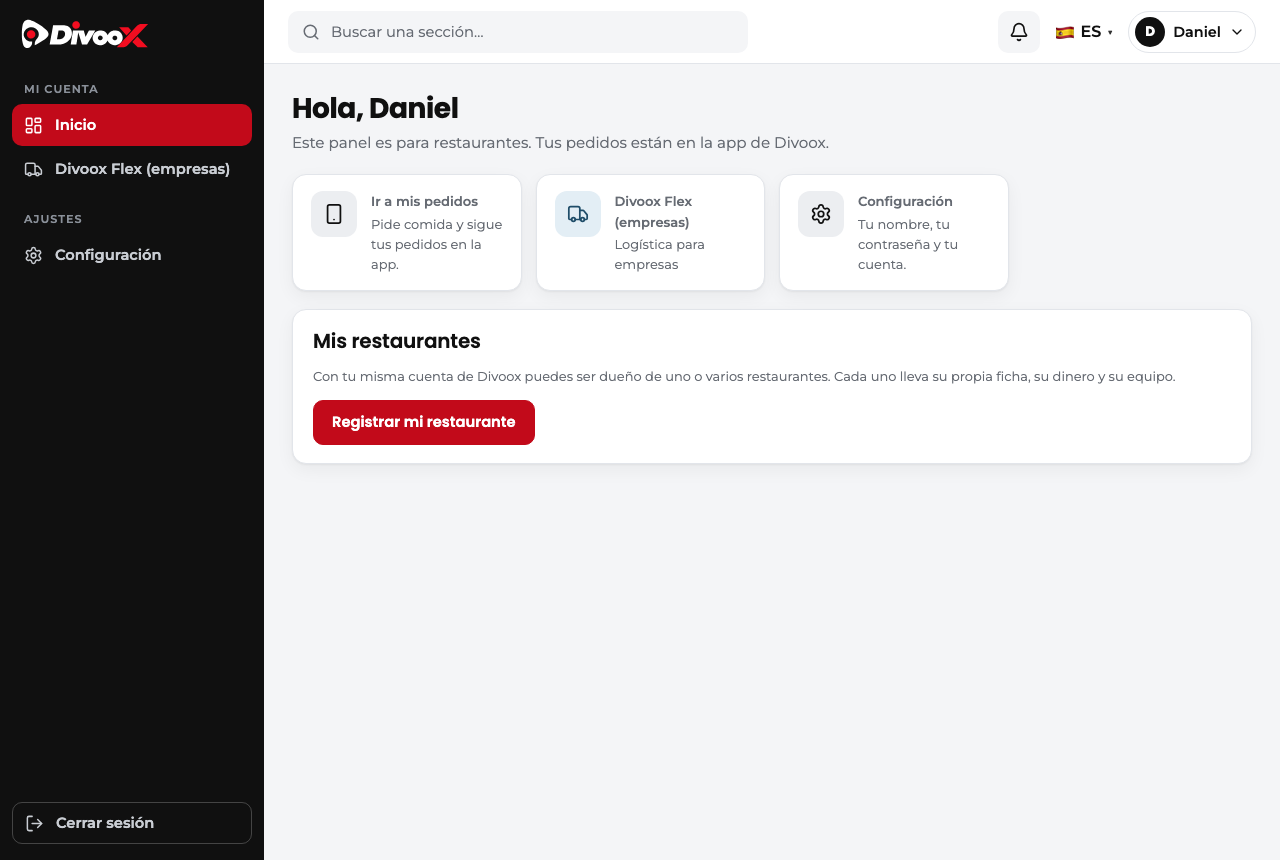 DivooX
MI CUENTA
Inicio
Divoox Flex (empresas)
AJUSTES
Configuración
Cerrar sesión
Buscar una sección...
ES
D
Daniel
Hola, Daniel
Este panel es para restaurantes. Tus pedidos están en la app de Divoox.
Ir a mis pedidos
Pide comida y sigue
tus pedidos en la
app.
Divoox Flex
(empresas)
Logística para
empresas
Configuración
Tu nombre, tu
contraseña y tu
cuenta.
Mis restaurantes
Con tu misma cuenta de Divoox puedes ser dueño de uno o varios restaurantes. Cada uno lleva su propia ficha, su dinero y su equipo.
Registrar mi restaurante